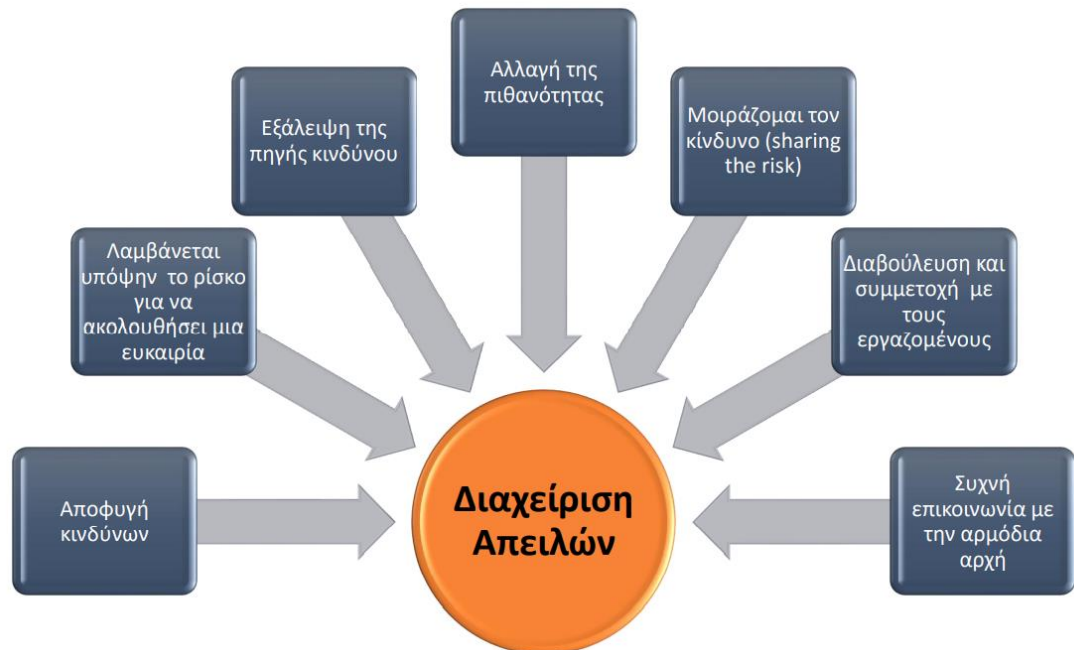 Αποφυγή
κινδύνων
Λαμβάνεται
υπόψην το ρίσκο
για να
ακολουθήσει μια
ευκαιρία
Εξάλειψη της
πηγής κινδύνου
Αλλαγή της
πιθανότητας
Μοιράζομαι τον
κίνδυνο (sharing
the risk)
Διαβούλευση και
συμμετοχή με
τους
εργαζομένους
Συχνή
επικοινωνία με
την αρμόδια
αρχή
Διαχείριση
Απειλών